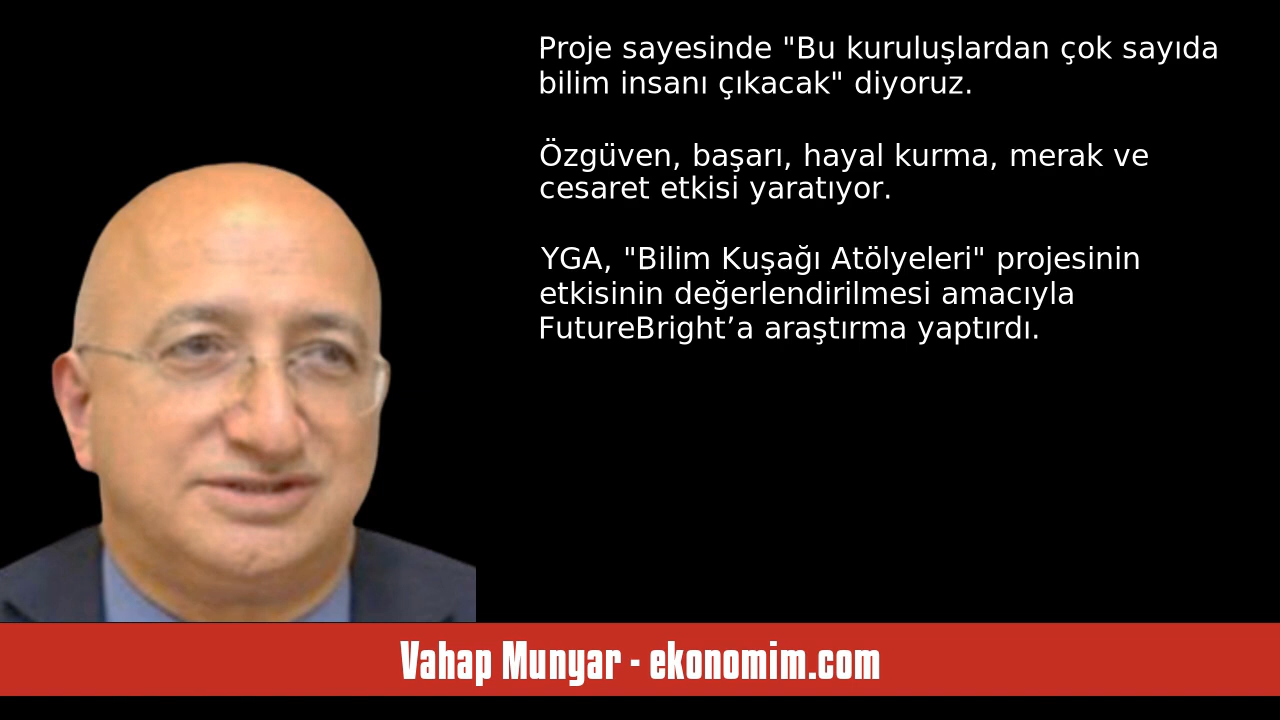 Proje sayesinde "Bu kuruluşlardan çok sayıda
bilim insanı çıkacak" diyoruz.
Özgüven, başarı, hayal kurma, merak ve
cesaret etkisi yaratıyor.
YGA, "Bilim Kuşağı Atölyeleri" projesinin
etkisinin değerlendirilmesi amacıyla
FutureBright’a araştırma yaptırdı.
Vahap Munyar - ekonomim.com